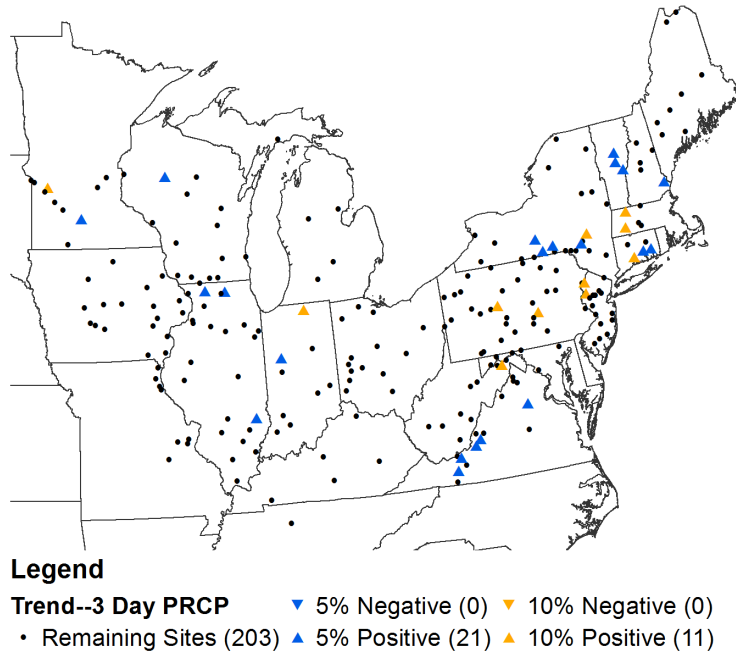 Legend
Trend--3 Day PRCP ▼ 5% Negative (0) ▼ 10% Negative (0)
• Remaining Sites (203) ▲ 5% Positive (21) ▲ 10% Positive (11)